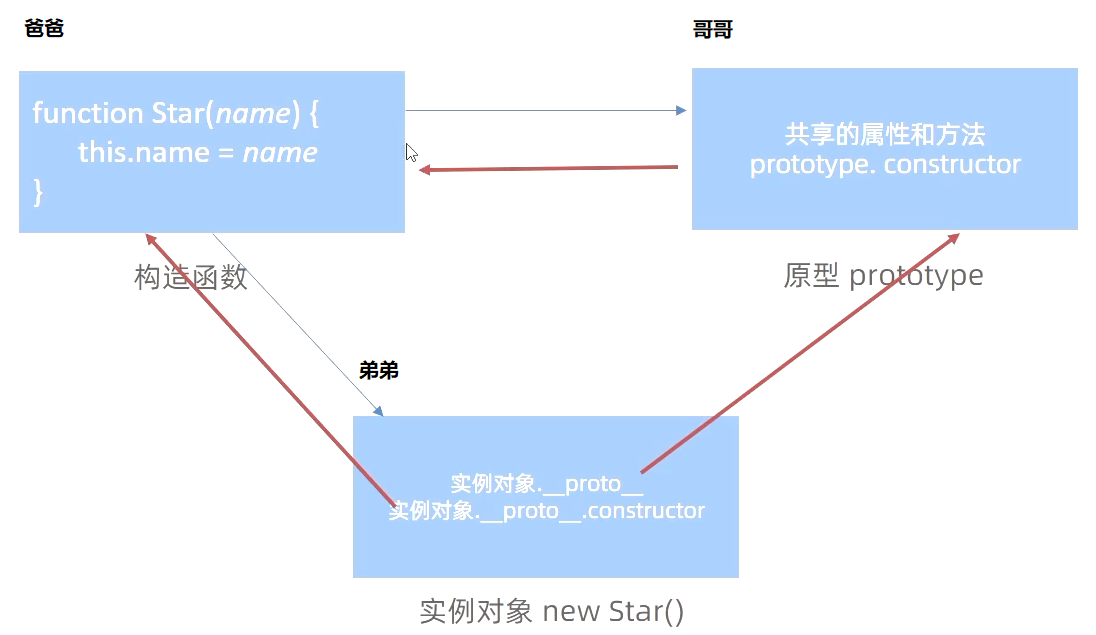 爸爸
哥哥
function Star(name) {
this.name = name
}
共享的属性和方法
prototype. constructor
构造函数
原型 prototype
弟弟
实例对象.__proto__
实例对象.__proto__.constructor
实例对象 new Star()